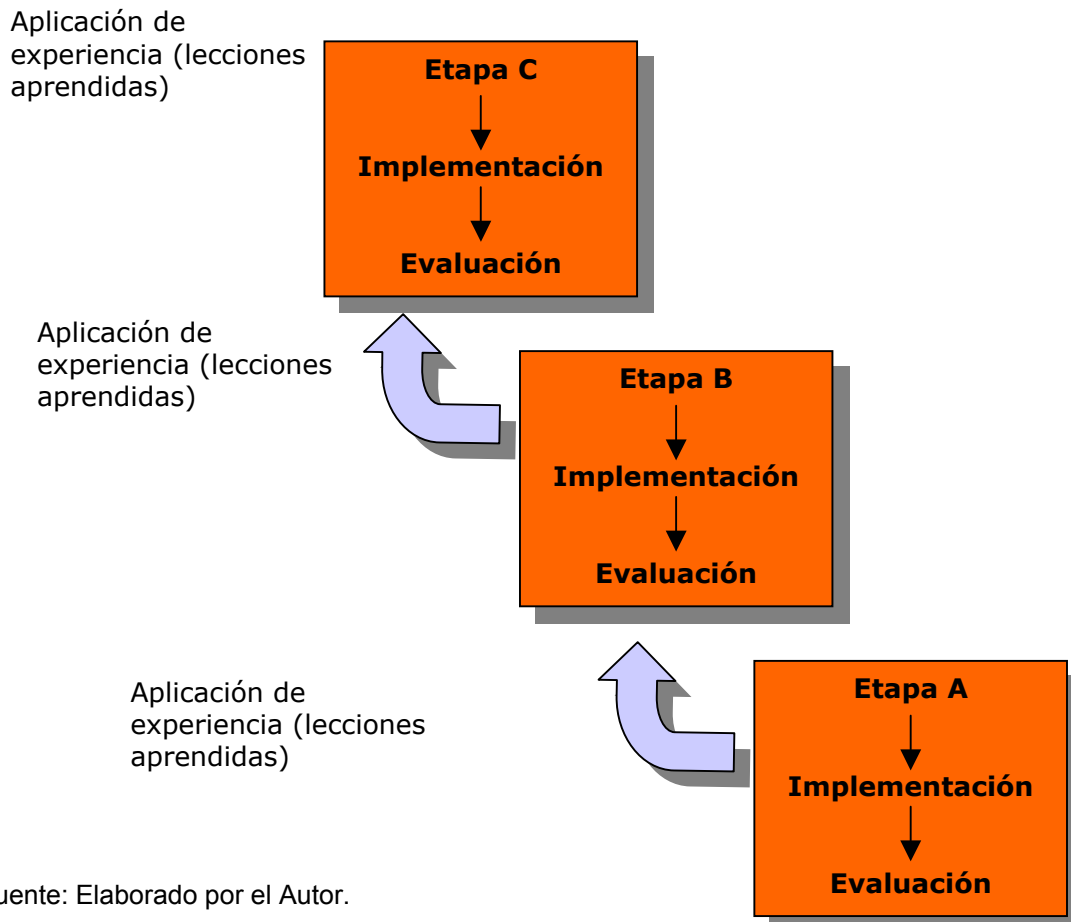 Aplicación de
experiencia (lecciones
aprendidas)
Etapa C
Implementación
Evaluación
Aplicación de
experiencia (lecciones
aprendidas)
Etapa B
Implementación
Evaluación
Aplicación de
experiencia (lecciones
aprendidas)
Etapa A
Implementación
Evaluación
uente: Elaborado por el Autor.